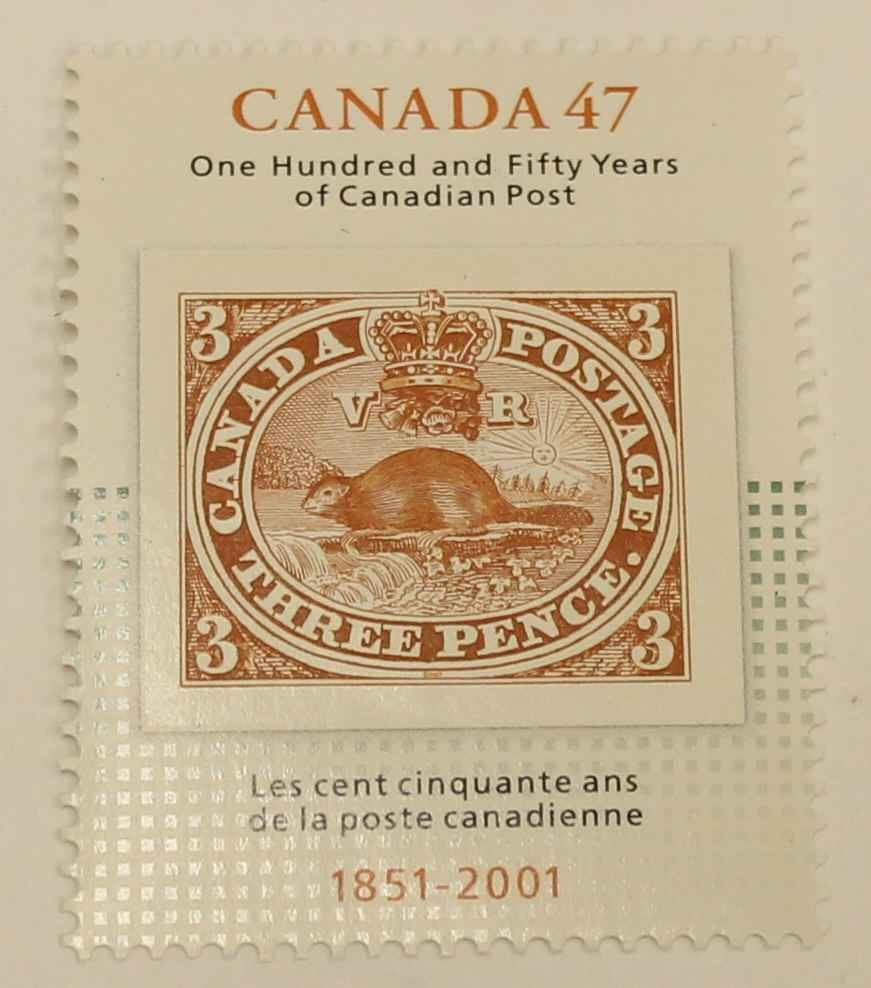 CANADA 47
One Hundred and Fifty Years
of Canadian Post
3 3
CANADA POSTAGE.
V R
THREE PENCE.
3 3
Les cent cinquante ans
de la poste canadienne
1851-2001